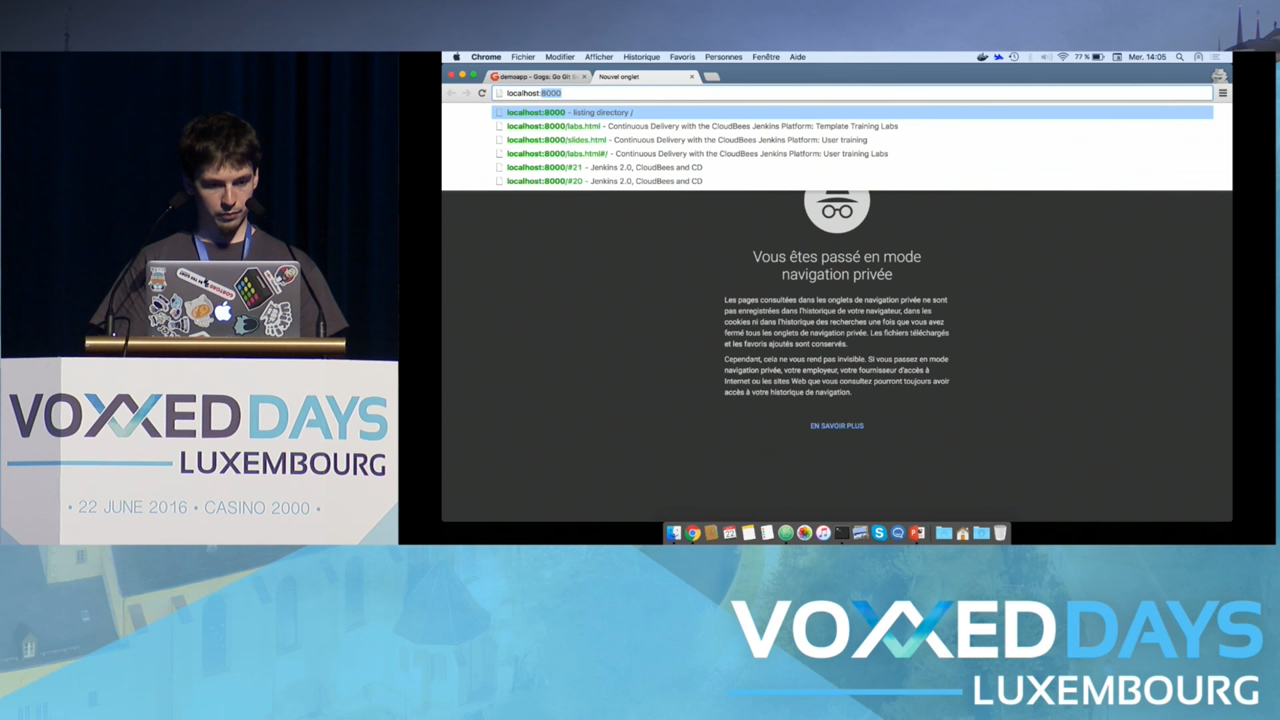 Chrome Fichier Modifier Afficher Historique Favoris Personnes Fenêtre Aide 77 % Mer. 14:05
demoapp - Gogs: Go Git Se Nouvel onglet
localhost:8000
localhost:8000 - listing directory /
localhost:8000/labs.html - Continuous Delivery with the CloudBees Jenkins Platform: Template Training Labs
localhost:8000/slides.html - Continuous Delivery with the CloudBees Jenkins Platform: User training
localhost:8000/labs.html#/ - Continuous Delivery with the CloudBees Jenkins Platform: User training Labs
localhost:8000/#21 - Jenkins 2.0, CloudBees and CD
localhost:8000/#20 - Jenkins 2.0, CloudBees and CD
Vous êtes passé en mode
navigation privée
Les pages consultées dans les onglets de navigation privée ne sont
pas enregistrées dans l'historique de votre navigateur, dans les
cookies ni dans l'historique des recherches une fois que vous avez
fermé tous les onglets de navigation privée. Les fichiers téléchargés
et les favoris ajoutés sont conservés.
Cependant, cela ne vous rend pas invisible. Si vous passez en mode
navigation privée, votre employeur, votre fournisseur d'accès à
Internet ou les sites Web que vous consultez pourront toujours avoir
accès à votre historique de navigation.
EN SAVOIR PLUS
VOXXED DAYS
LUXEMBOURG
• 22 JUNE 2016 • CASINO 2000 •
VOXXED DAYS
LUXEMBOURG